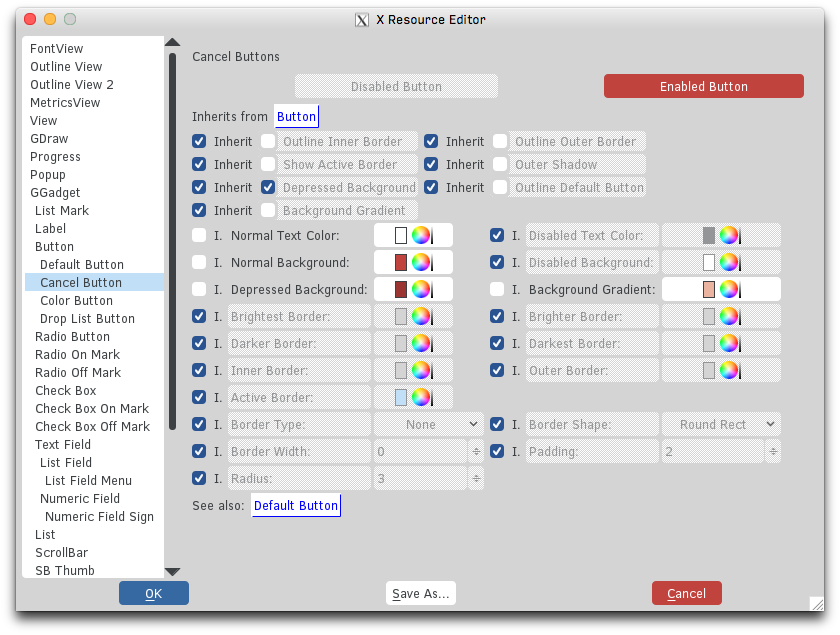 X Resource Editor
FontView
Outline View
Outline View 2
MetricsView
View
GDraw
Progress
Popup
GGadget
List Mark
Label
Button
Default Button
Cancel Button
Color Button
Drop List Button
Radio Button
Radio On Mark
Radio Off Mark
Check Box
Check Box On Mark
Check Box Off Mark
Text Field
List Field
List Field Menu
Numeric Field
Numeric Field Sign
List
ScrollBar
SB Thumb
Cancel Buttons
Disabled Button Enabled Button
Inherits from Button
Inherit Outline Inner Border Inherit Outline Outer Border
Inherit Show Active Border Inherit Outer Shadow
Inherit Depressed Background Inherit Outline Default Button
Inherit Background Gradient
I. Normal Text Color: I. Disabled Text Color:
I. Normal Background: I. Disabled Background:
I. Depressed Background: I. Background Gradient:
I. Brightest Border: I. Brighter Border:
I. Darker Border: I. Darkest Border:
I. Inner Border: I. Outer Border:
I. Active Border:
I. Border Type: None I. Border Shape: Round Rect
I. Border Width: 0 I. Padding: 2
I. Radius: 3
See also: Default Button
OK Save As... Cancel